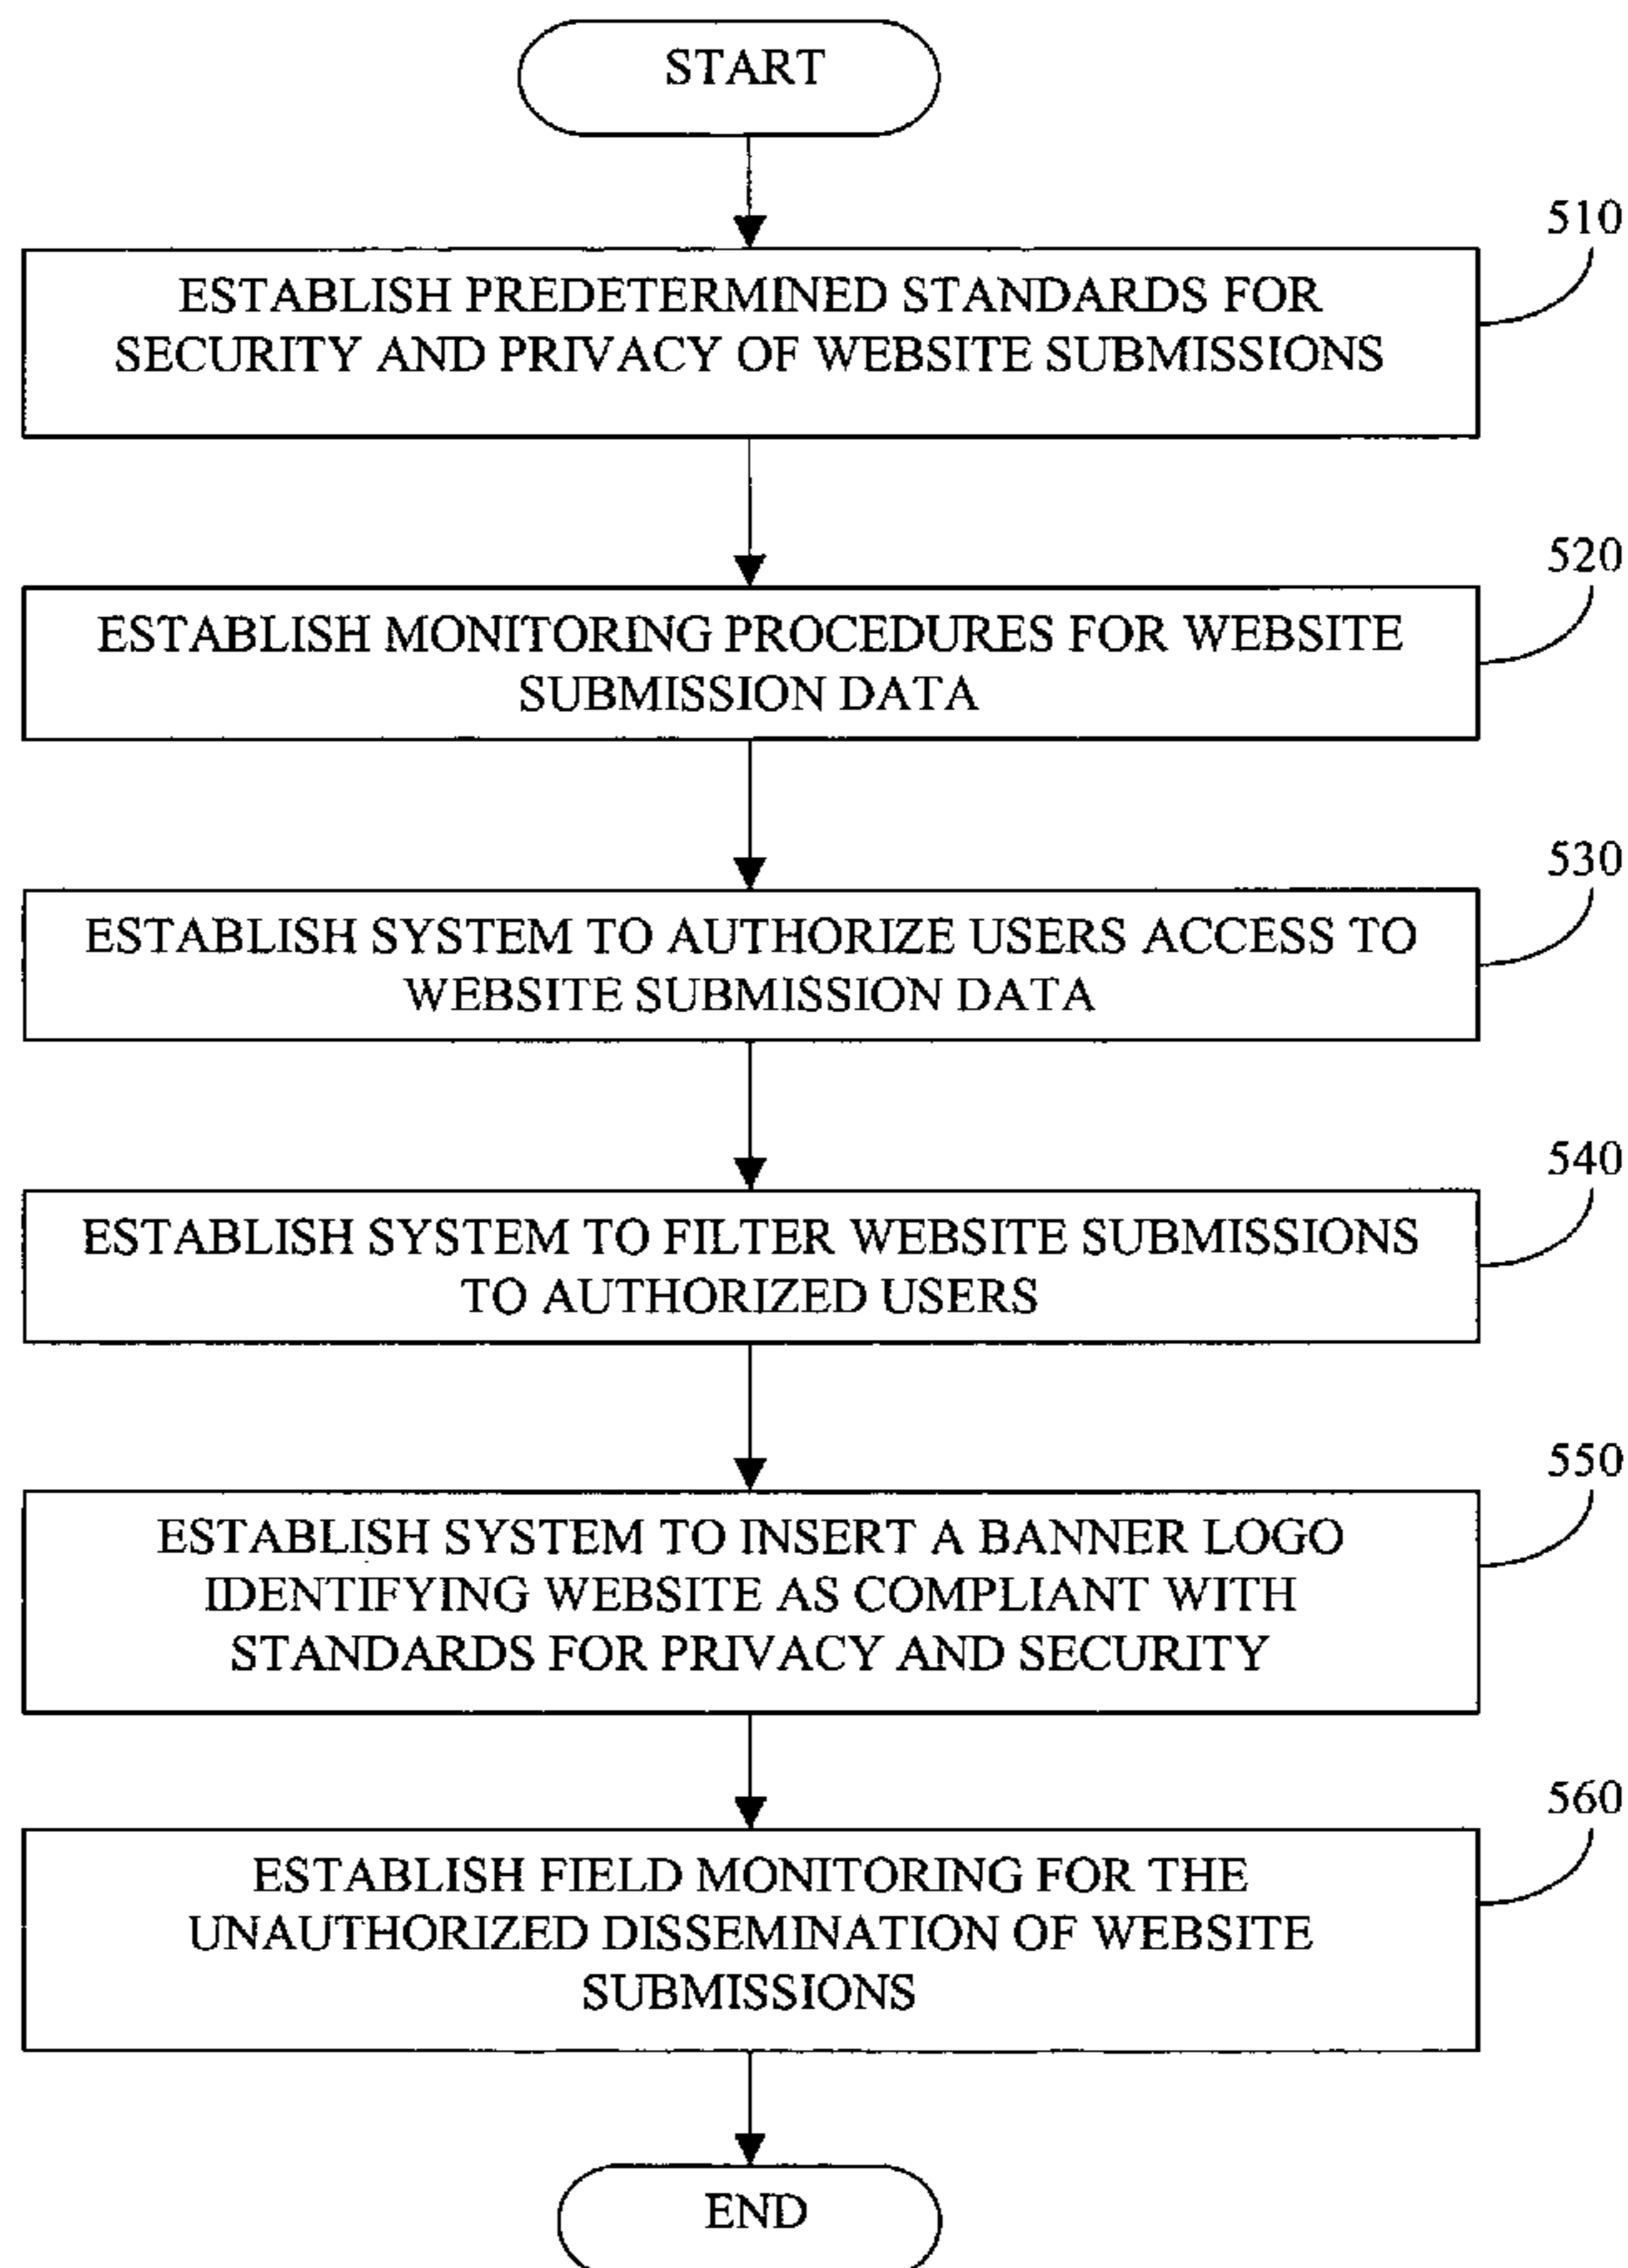 START
510
ESTABLISH PREDETERMINED STANDARDS FOR
SECURITY AND PRIVACY OF WEBSITE SUBMISSIONS
520
ESTABLISH MONITORING PROCEDURES FOR WEBSITE
SUBMISSION DATA
530
ESTABLISH SYSTEM TO AUTHORIZE USERS ACCESS TO
WEBSITE SUBMISSION DATA
540
ESTABLISH SYSTEM TO FILTER WEBSITE SUBMISSIONS
TO AUTHORIZED USERS
550
ESTABLISH SYSTEM TO INSERT A BANNER LOGO
IDENTIFYING WEBSITE AS COMPLIANT WITH
STANDARDS FOR PRIVACY AND SECURITY
560
ESTABLISH FIELD MONITORING FOR THE
UNAUTHORIZED DISSEMINATION OF WEBSITE
SUBMISSIONS
END